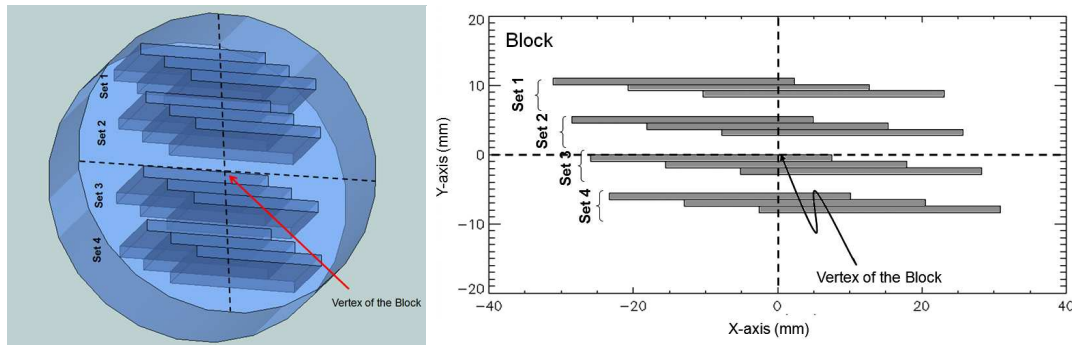 Set 1
Set 2
Set 3
Set 4
Vertex of the Block
Block
20
10
0
−10
−20
Y-axis (mm)
Set 1
Set 2
Set 3
Set 4
Vertex of the Block
−40
−20
0
20
40
X-axis (mm)